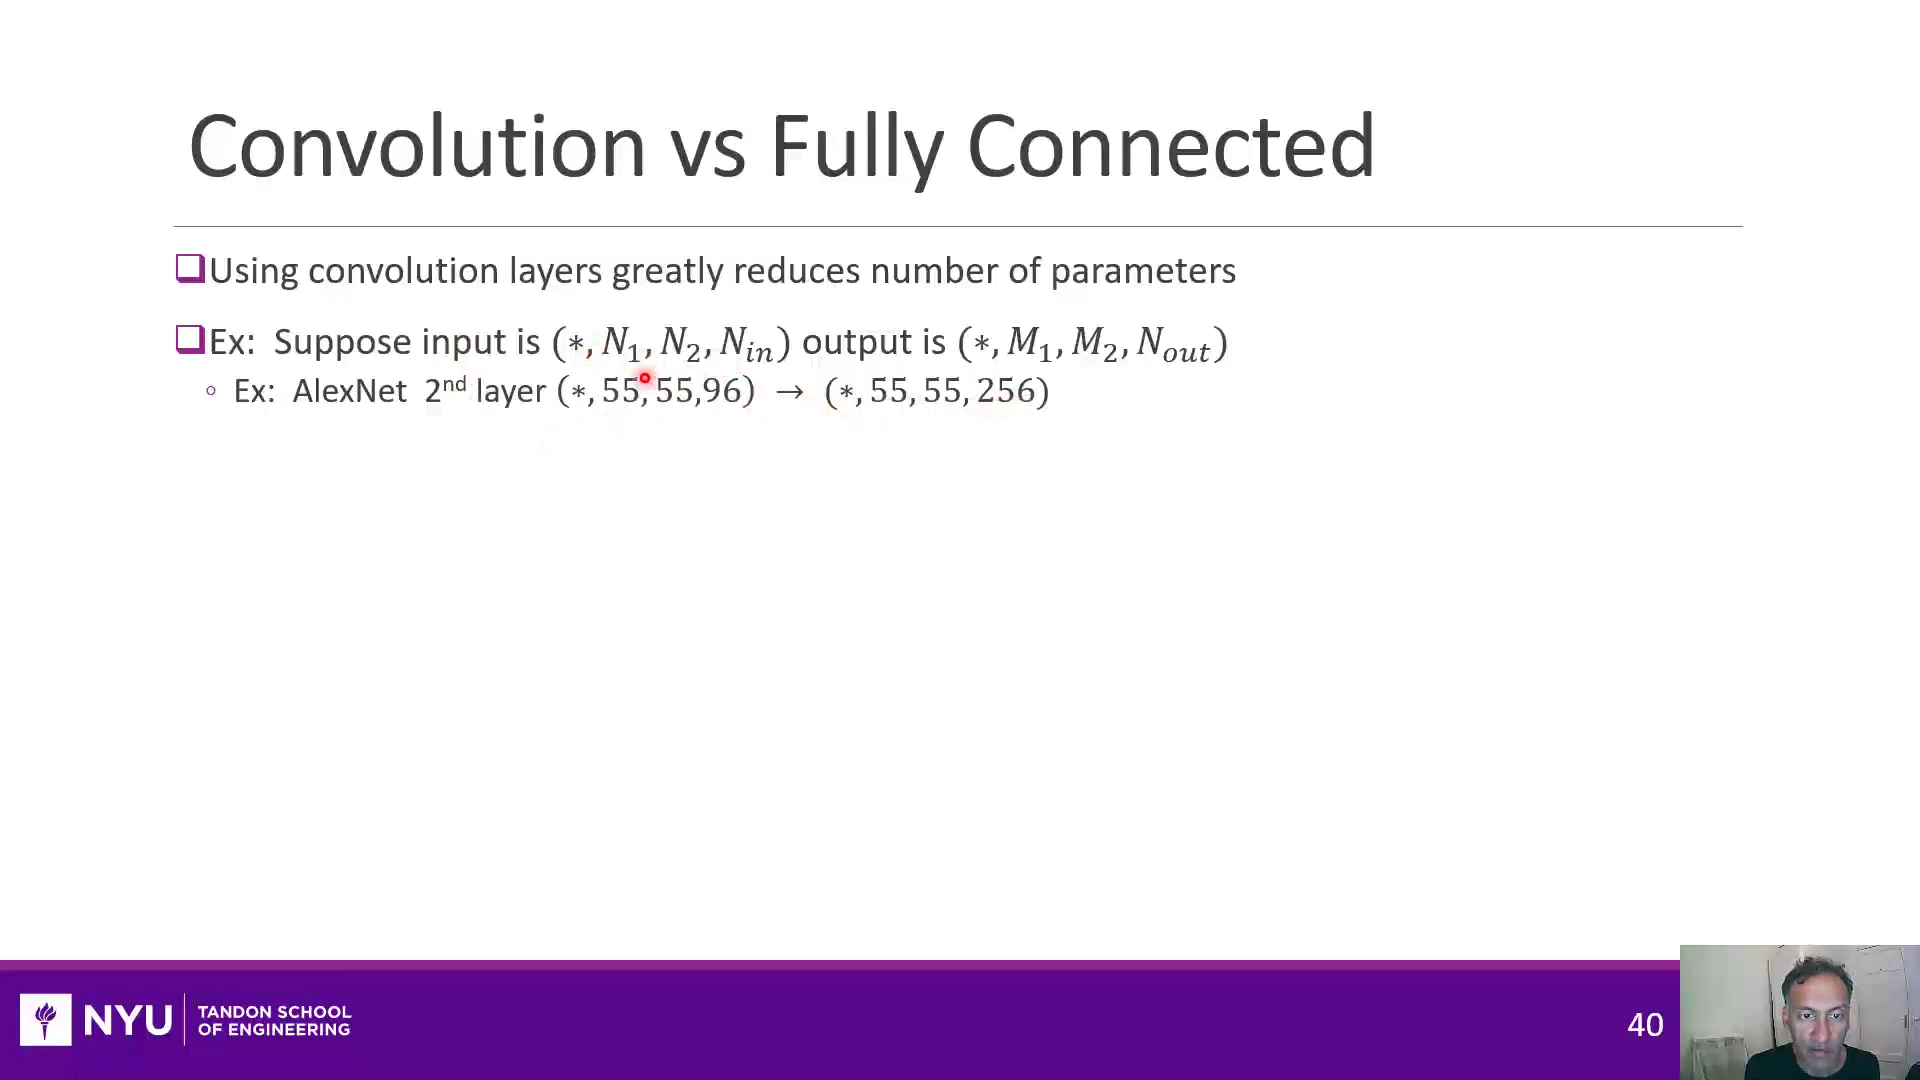 Convolution vs Fully Connected
Using convolution layers greatly reduces number of parameters
Ex: Suppose input is (∗, N₁, N₂, Nᵢₙ) output is (∗, M₁, M₂, Nₒᵤₜ)
Ex: AlexNet 2ⁿᵈ layer (∗, 55, 55,96) → (∗, 55, 55, 256)
NYU
TANDON SCHOOL
OF ENGINEERING
40